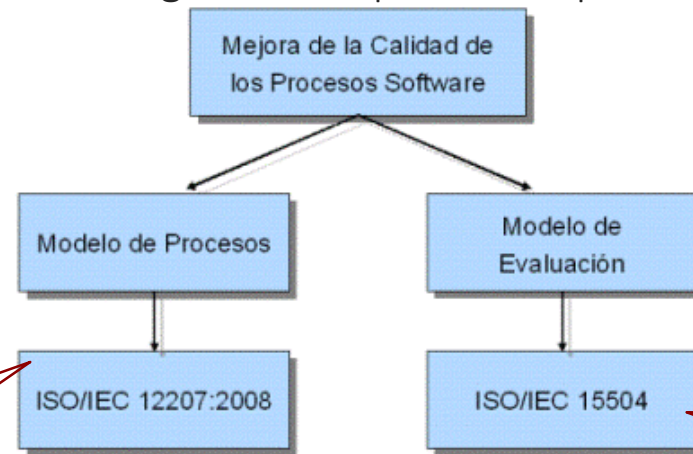 Mejora de la Calidad de
los Procesos Software
Modelo de Procesos
Modelo de
Evaluación
ISO/IEC 12207:2008
ISO/IEC 15504